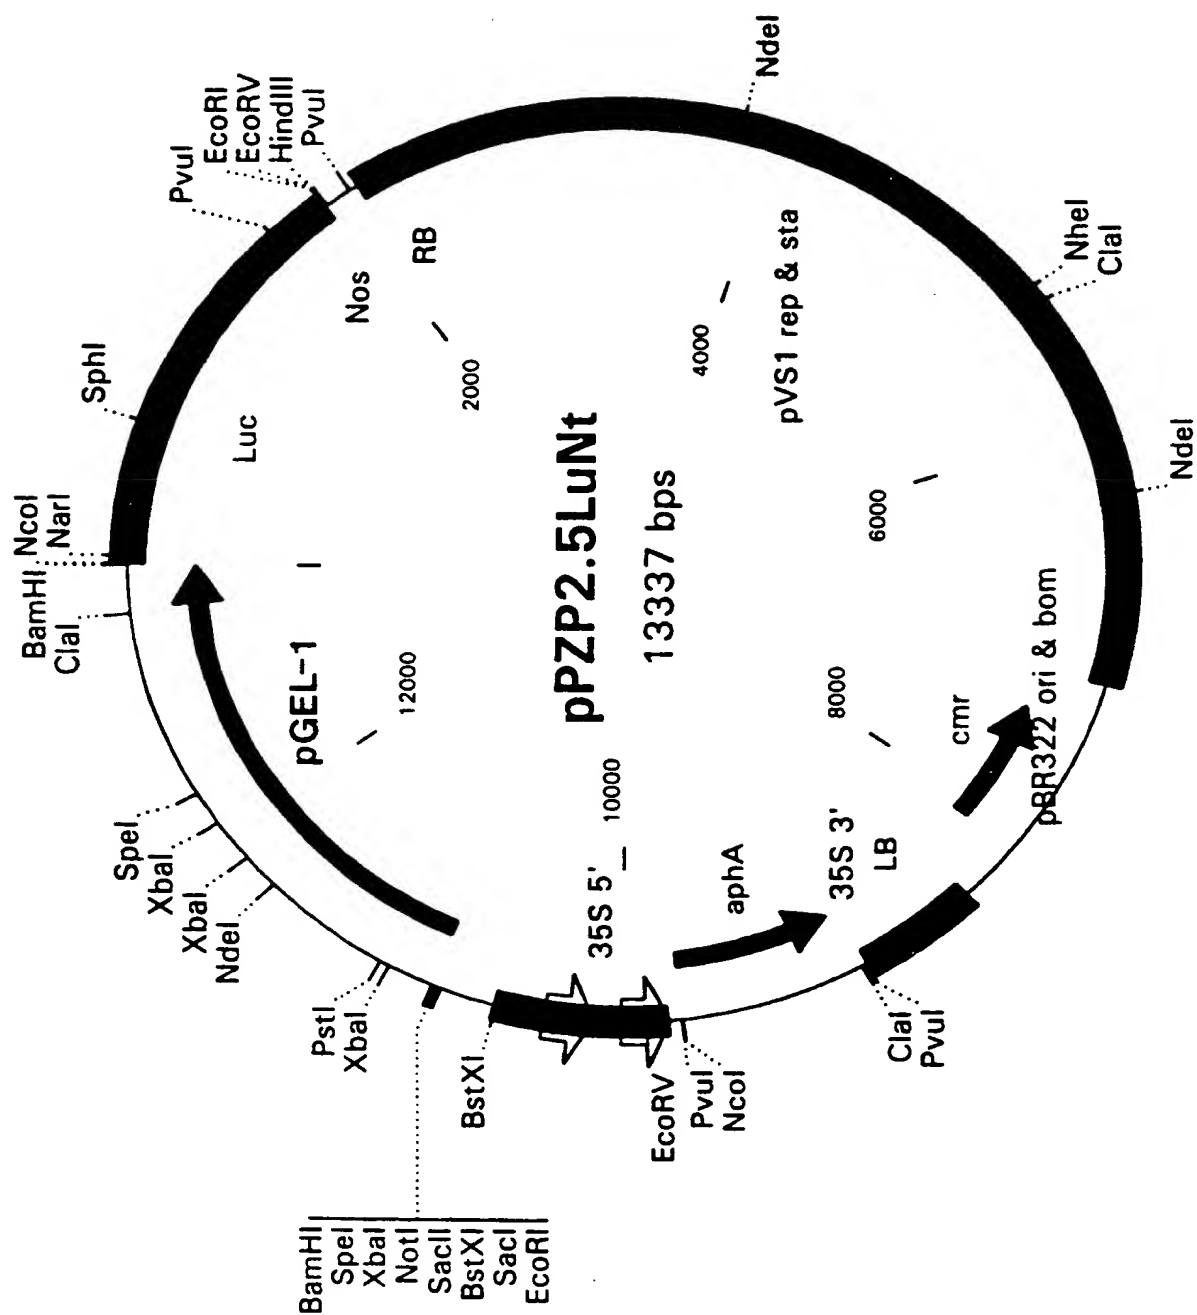 pPZP2.5LuNt
13337 bps
BamHI
NcoI
NarI
ClaI
SphI
PvuI
EcoRI
EcoRV
HindIII
PvuI
NdeI
NheI
ClaI
NdeI
pBR322 ori & bom
cmr
LB
35S 3'
aphA
ClaI
PvuI
NcoI
PvuI
EcoRV
35S 5'
BstXI
BamHI
SpeI
XbaI
NotI
SacII
BstXI
SacI
EcoRII
XbaI
PstI
NdeI
XbaI
XbaI
SpeI
pGEL-1
Luc
Nos
RB
pVS1 rep & sta
2000
4000
6000
8000
10000
12000